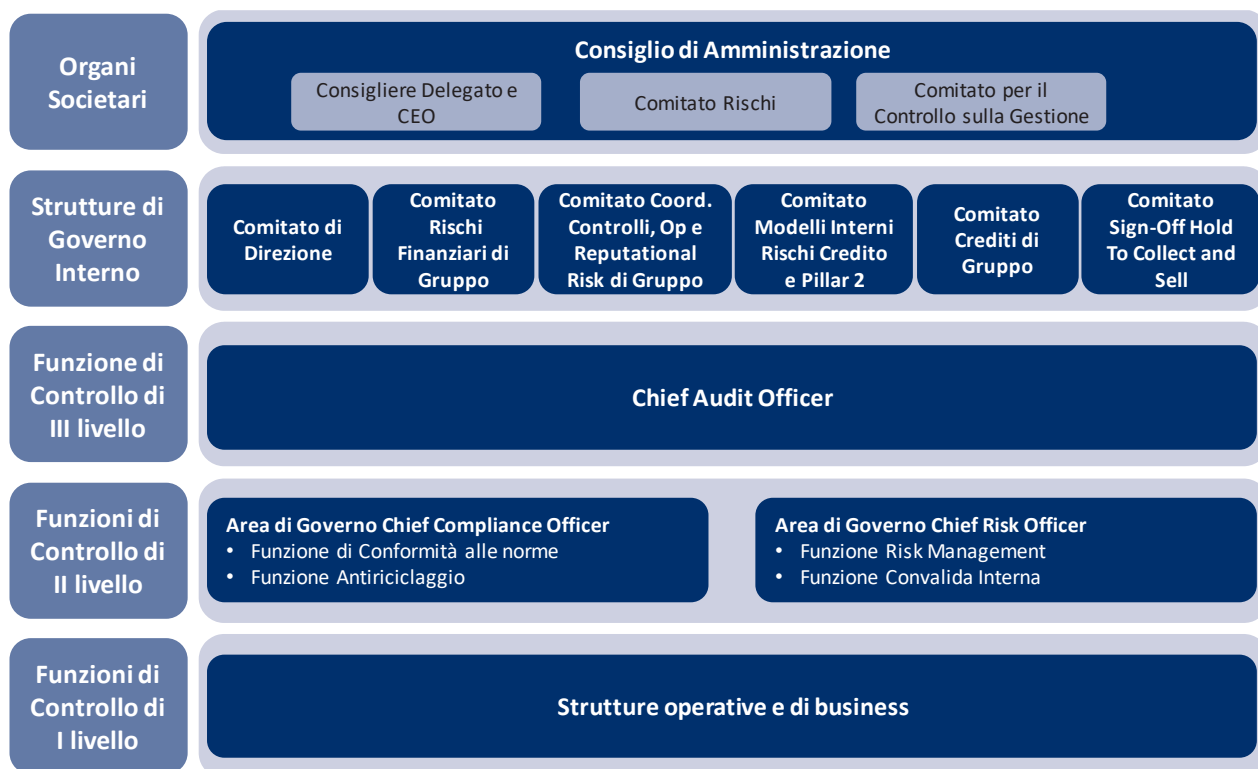 Organi
Societari
Consiglio di Amministrazione
Consigliere Delegato e
CEO
Comitato Rischi
Comitato per il
Controllo sulla Gestione
Strutture di
Governo
Interno
Comitato di
Direzione
Comitato
Rischi
Finanziari di
Gruppo
Comitato Coord.
Controlli, Op e
Reputational
Risk di Gruppo
Comitato
Modelli Interni
Rischi Credito
e Pillar 2
Comitato
Crediti di
Gruppo
Comitato
Sign-Off Hold
To Collect and
Sell
Funzione di
Controllo di
III livello
Chief Audit Officer
Funzioni di
Controllo di
II livello
Area di Governo Chief Compliance Officer
• Funzione di Conformità alle norme
• Funzione Antiriciclaggio
Area di Governo Chief Risk Officer
• Funzione Risk Management
• Funzione Convalida Interna
Funzioni di
Controllo di
I livello
Strutture operative e di business